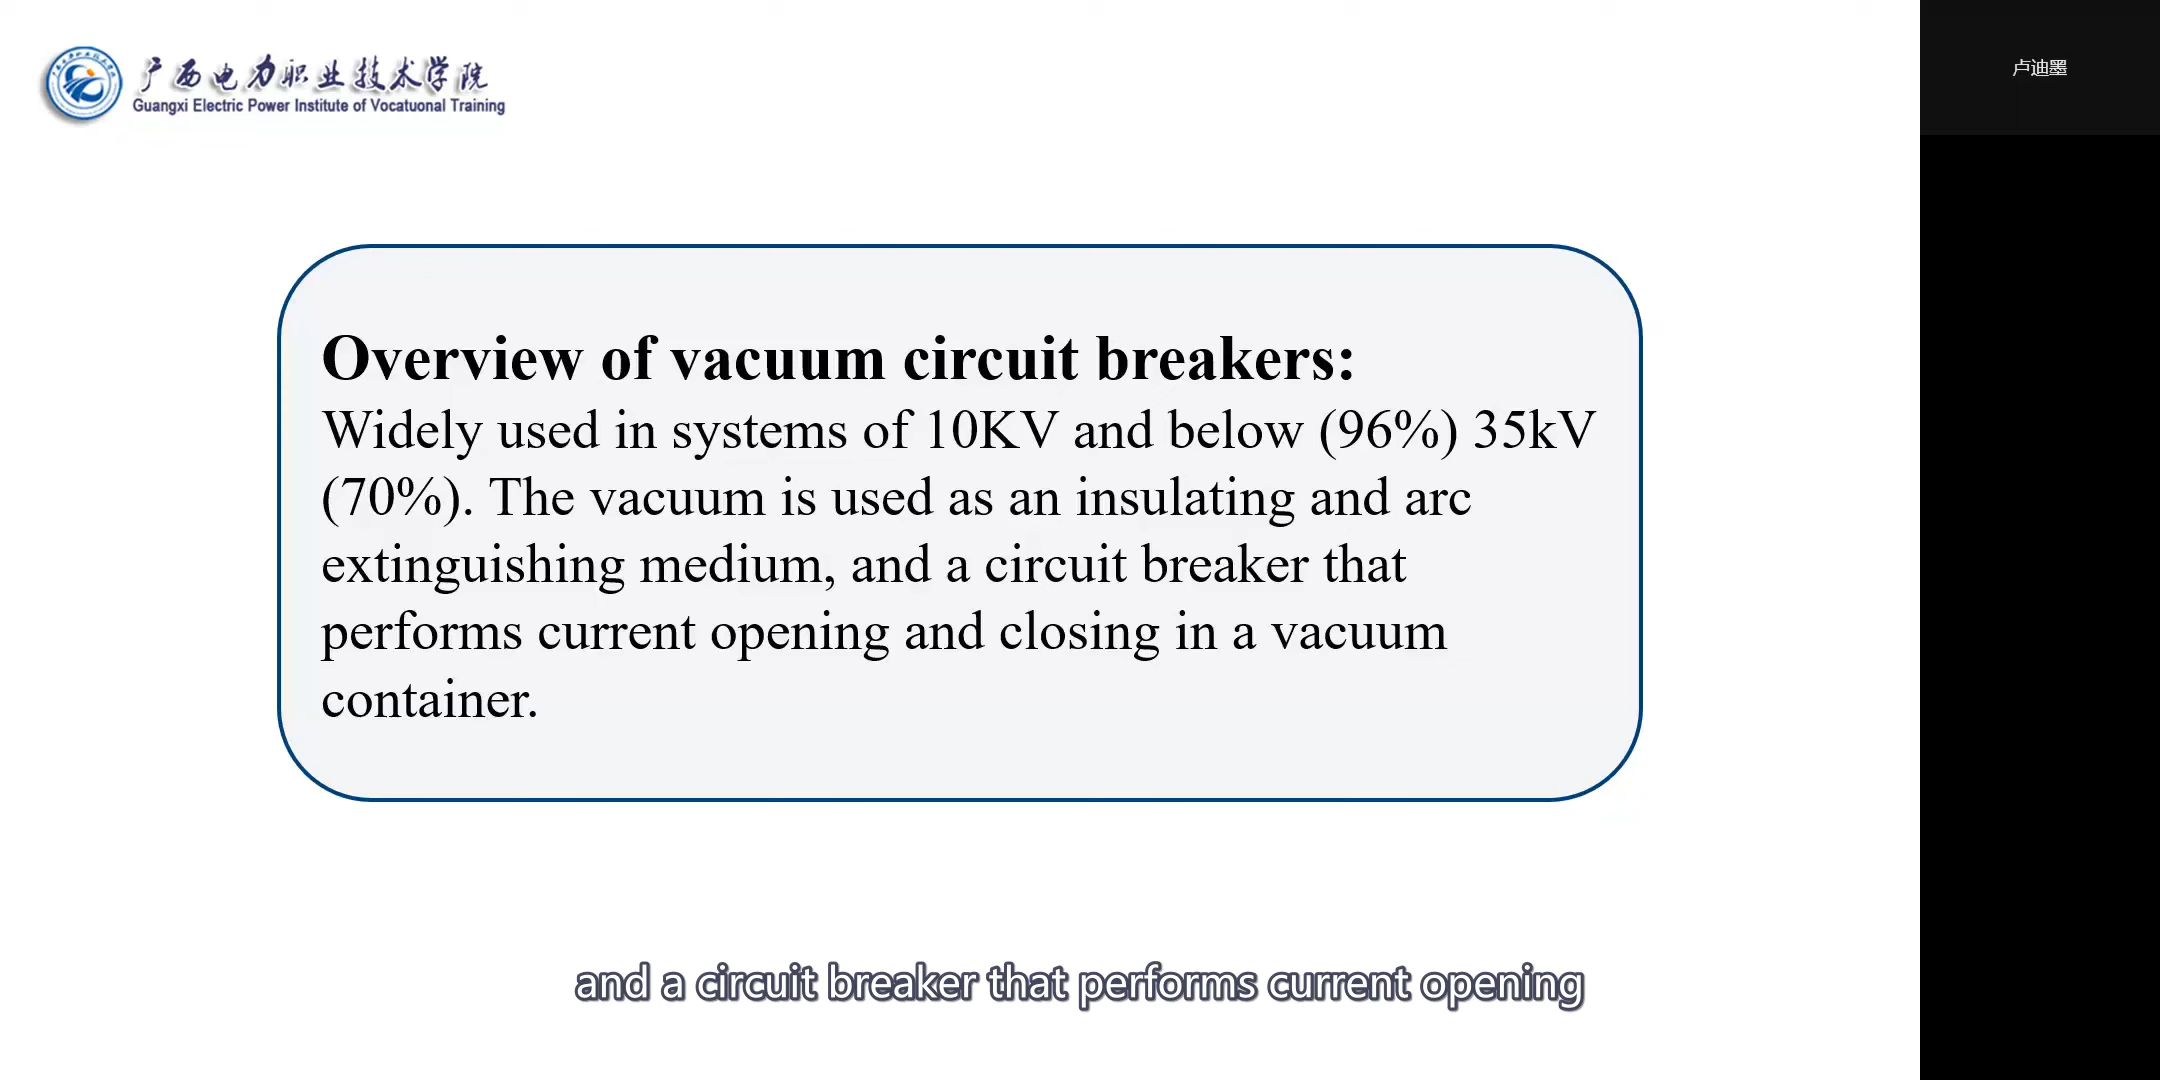 广西电力职业技术学院
Guangxi Electric Power Institute of Vocatuonal Training
卢迪墨
Overview of vacuum circuit breakers:
Widely used in systems of 10KV and below (96%) 35kV
(70%). The vacuum is used as an insulating and arc
extinguishing medium, and a circuit breaker that
performs current opening and closing in a vacuum
container.
and a circuit breaker that performs current opening